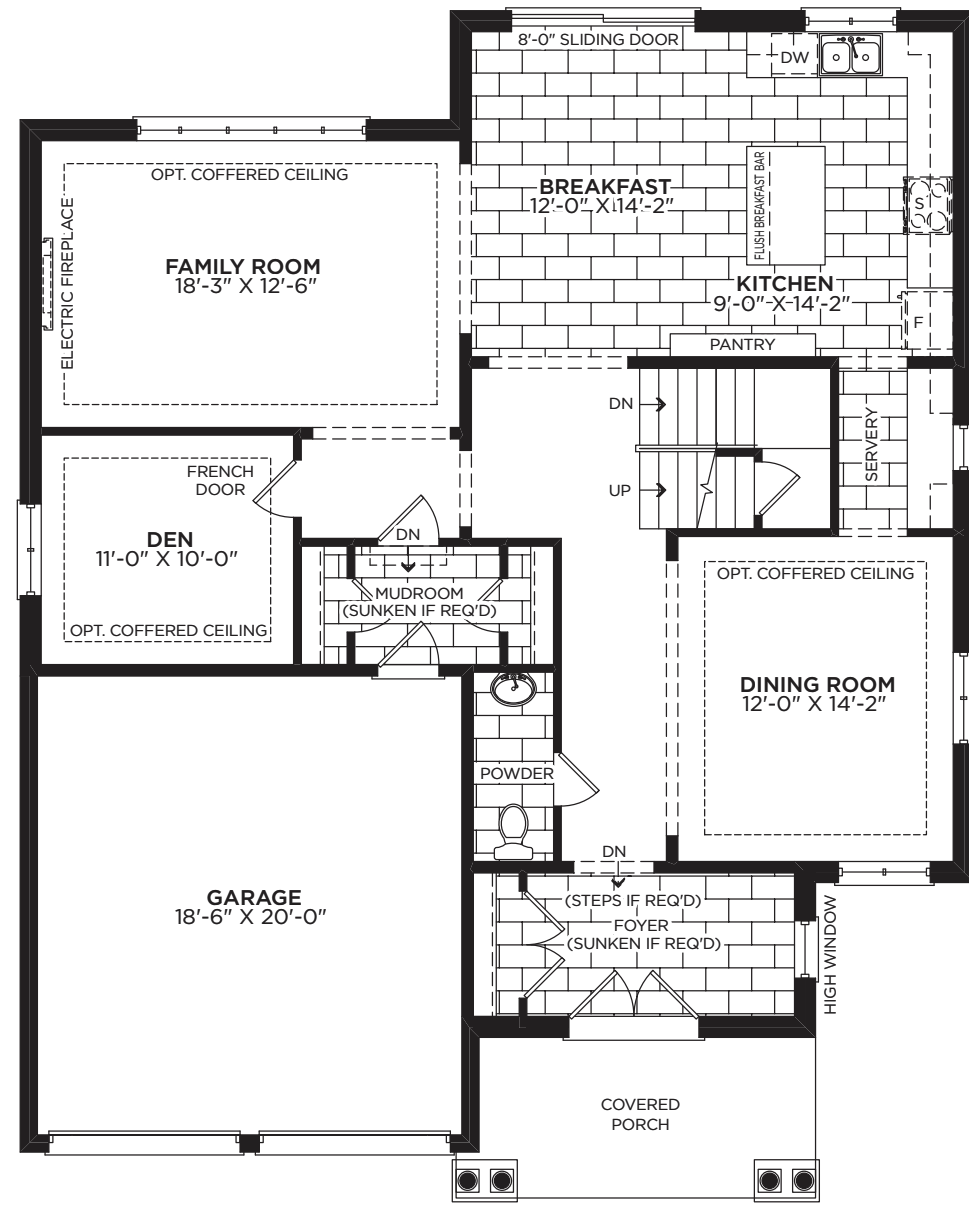 8'-0" SLIDING DOOR
DW
OPT. COFFERED CEILING
ELECTRIC FIREPLACE
FAMILY ROOM
18'-3" X 12'-6"
BREAKFAST
12'-0" X 14'-2"
FLUSH BREAKFAST BAR
S
KITCHEN
9'-0" X 14'-2"
F
PANTRY
DN
UP
SERVERY
FRENCH
DOOR
DEN
11'-0" X 10'-0"
OPT. COFFERED CEILING
DN
MUDROOM
(SUNKEN IF REQ'D)
OPT. COFFERED CEILING
DINING ROOM
12'-0" X 14'-2"
POWDER
GARAGE
18'-6" X 20'-0"
DN
(STEPS IF REQ'D)
FOYER
(SUNKEN IF REQ'D)
HIGH WINDOW
COVERED
PORCH